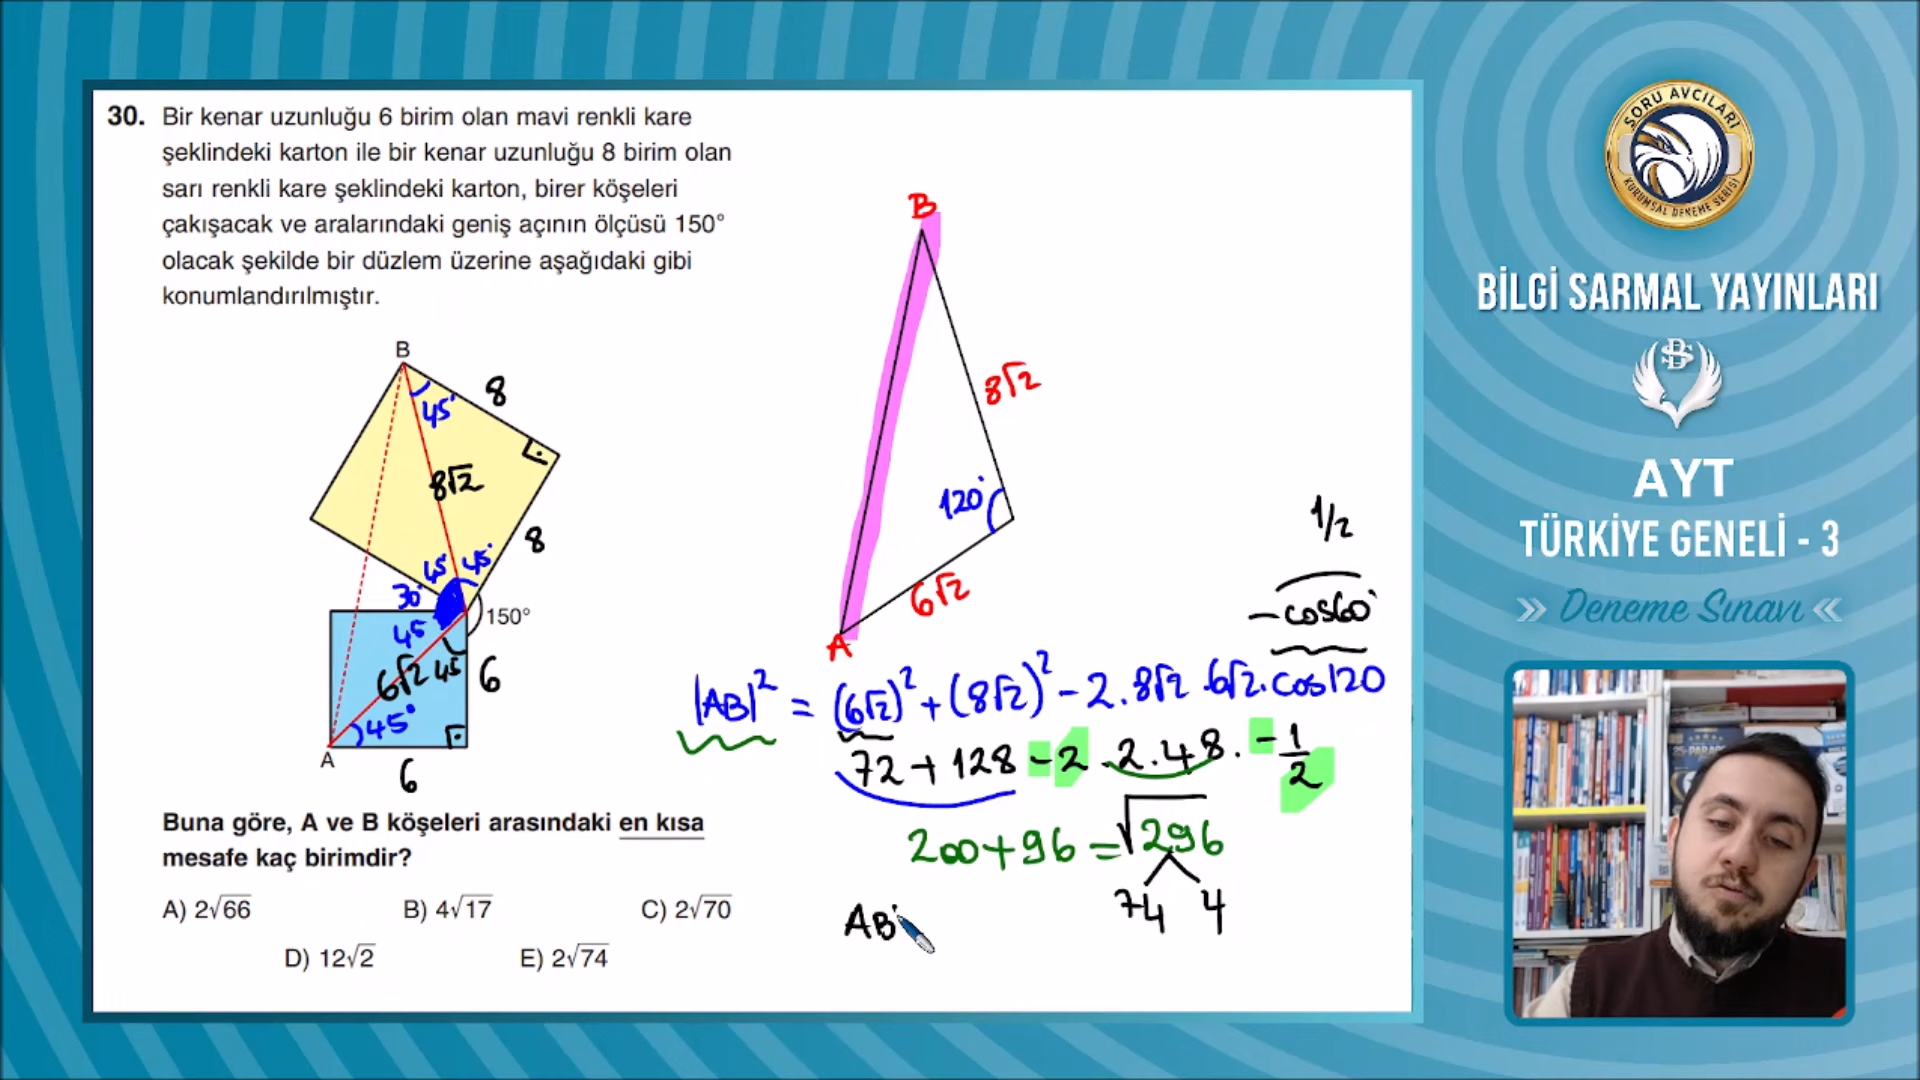 30. Bir kenar uzunluğu 6 birim olan mavi renkli kare
şeklindeki karton ile bir kenar uzunluğu 8 birim olan
sarı renkli kare şeklindeki karton, birer köşeleri
çakışacak ve aralarındaki geniş açının ölçüsü 150°
olacak şekilde bir düzlem üzerine aşağıdaki gibi
konumlandırılmıştır.
B
8
45°
8√2
8
45°
45°
30°
150°
45
6√2
45
6
45°
A
6
Buna göre, A ve B köşeleri arasındaki en kısa
mesafe kaç birimdir?
A) 2√66
B) 4√17
C) 2√70
D) 12√2
E) 2√74
B
8√2
120°
6√2
A
1/2
-cos60°
|AB|² = (6√2)² + (8√2)² - 2.8√2.6√2.cos120
72 + 128 - 2.2.48.-1/2
200+96=√296
74 4
AB
SORU AVCILARI
KURUMSAL DENEME SERİSİ
BİLGİ SARMAL YAYINLARI
BS
AYT
TÜRKİYE GENELİ - 3
Deneme Sınavı